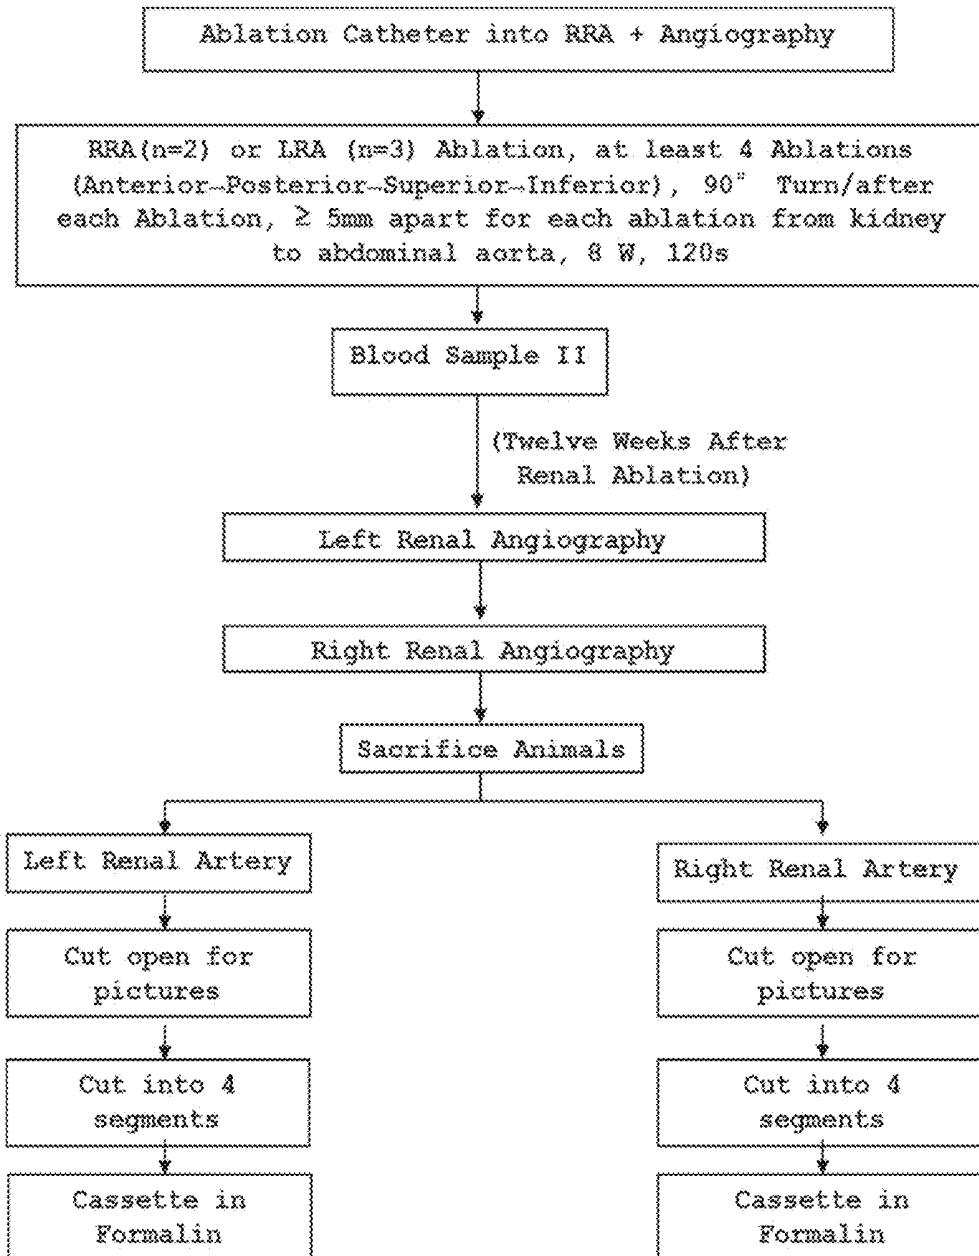 Ablation Catheter into RRA + Angiography
RRA(n=2) or LRA (n=3) Ablation, at least 4 Ablations
(Anterior→Posterior→Superior→Inferior), 90° Turn/after
each Ablation, ≥ 5mm apart for each ablation from kidney
to abdominal aorta, 8 W, 120s
Blood Sample II
(Twelve Weeks After
Renal Ablation)
Left Renal Angiography
Right Renal Angiography
Sacrifice Animals
Left Renal Artery
Cut open for
pictures
Cut into 4
segments
Cassette in
Formalin
Right Renal Artery
Cut open for
pictures
Cut into 4
segments
Cassette in
Formalin